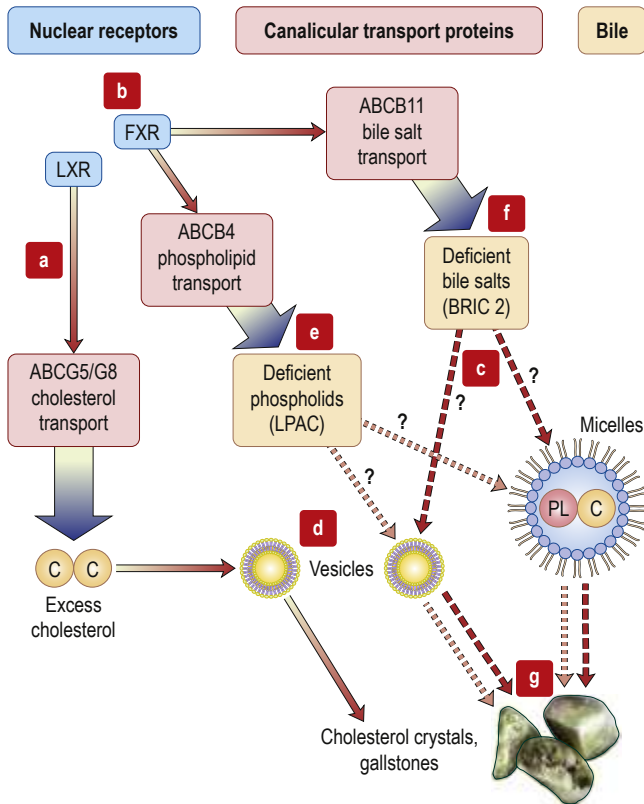 Nuclear receptors
Canalicular transport proteins
Bile
b
FXR
ABCB11
bile salt
transport
LXR
a
ABCB4
phospholipid
transport
f
Deficient
bile salts
(BRIC 2)
e
c
ABCG5/G8
cholesterol
transport
Deficient
phospholids
(LPAC)
?
?
?
?
Micelles
PL
C
d
C
C
Vesicles
Excess
cholesterol
g
Cholesterol crystals,
gallstones